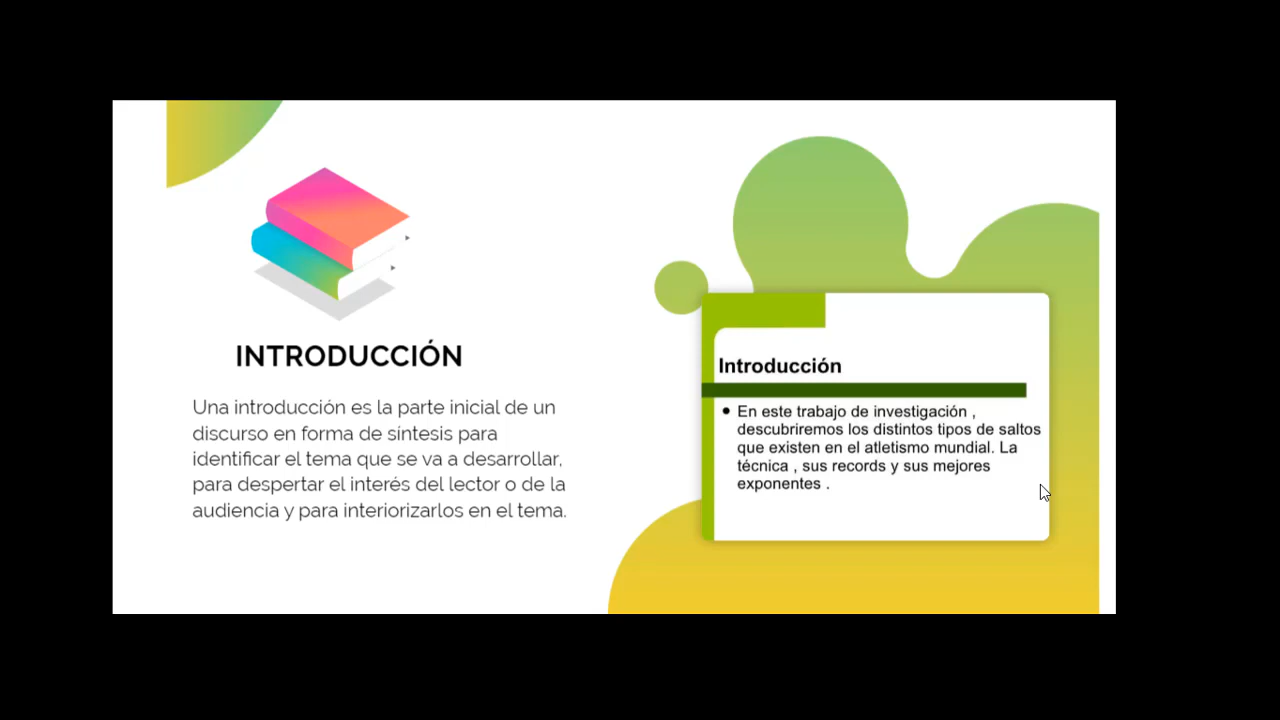 INTRODUCCIÓN
Una introducción es la parte inicial de un
discurso en forma de síntesis para
identificar el tema que se va a desarrollar,
para despertar el interés del lector o de la
audiencia y para interiorizarlos en el tema.
Introducción
• En este trabajo de investigación ,
descubriremos los distintos tipos de saltos
que existen en el atletismo mundial. La
técnica , sus records y sus mejores
exponentes .